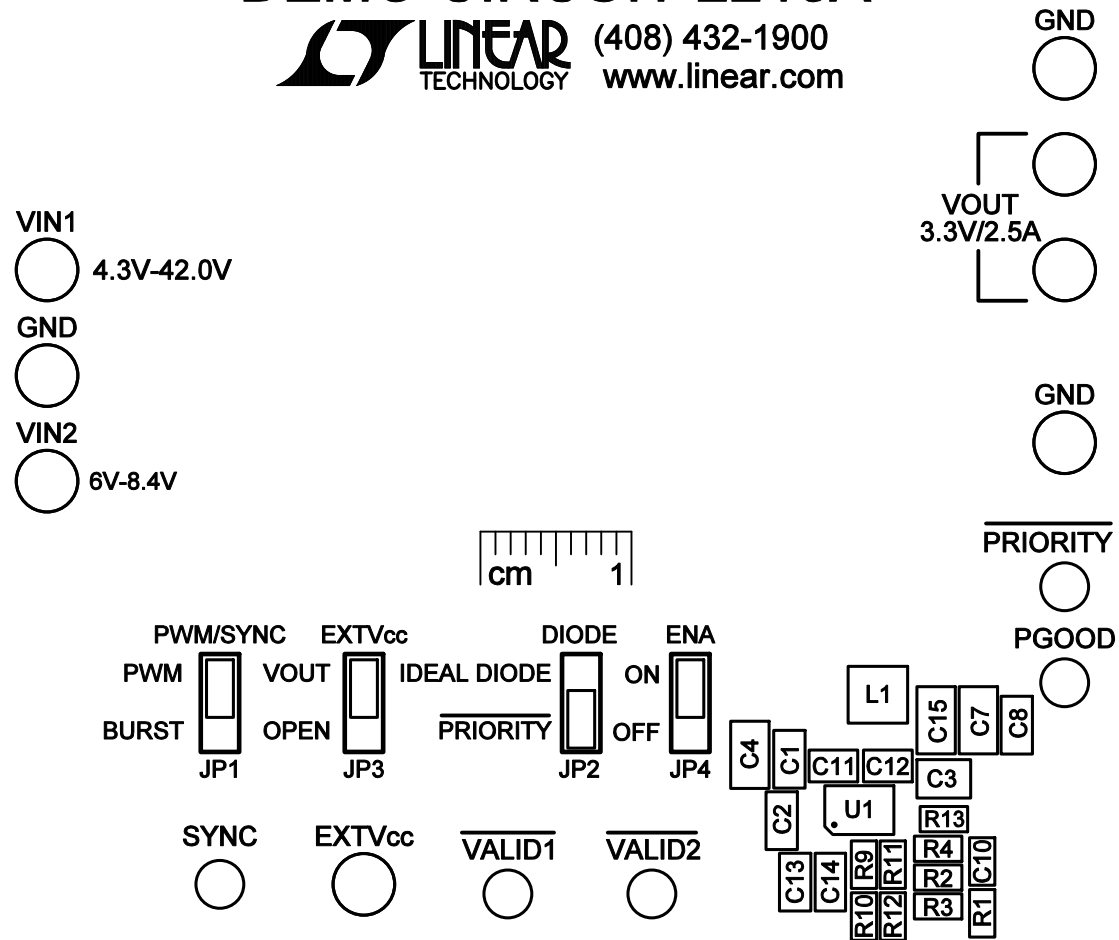 LINEAR
TECHNOLOGY
(408) 432-1900
www.linear.com
GND
VOUT
3.3V/2.5A
VIN1
4.3V-42.0V
GND
VIN2
6V-8.4V
GND
PRIORITY
PGOOD
cm 1
PWM/SYNC
PWM
BURST
JP1
EXTVcc
VOUT
OPEN
JP3
DIODE
IDEAL DIODE
PRIORITY
JP2
ENA
ON
OFF
JP4
L1
C15
C7
C8
C4
C1
C11
C12
C3
C2
U1
R13
C13
C14
R9
R11
R4
R2
R3
C10
R10
R12
R1
SYNC
EXTVcc
VALID1
VALID2